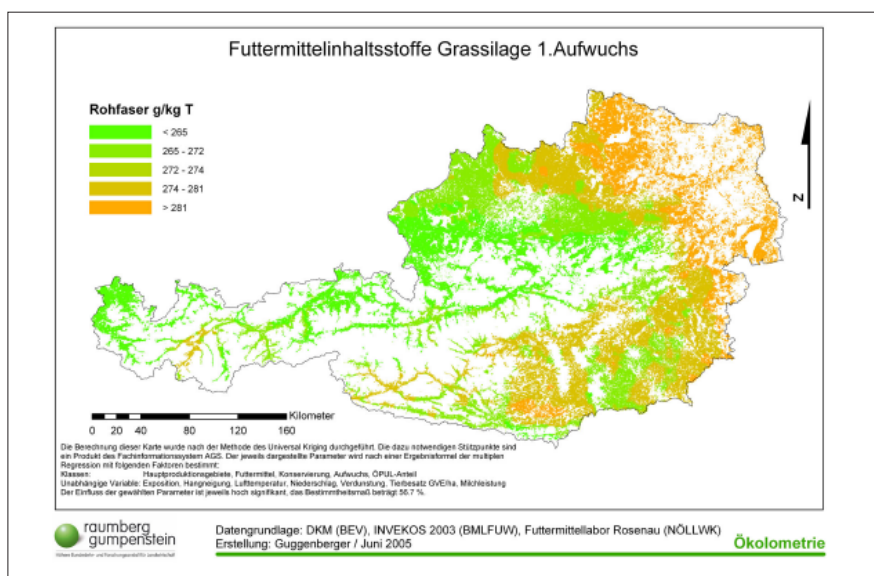 Futtermittelinhaltsstoffe Grassilage 1.Aufwuchs
Rohfaser g/kg T
< 265
265 - 272
272 - 274
274 - 281
> 281
N
Kilometer
0 20 40 80 120 160
Die Berechnung dieser Karte wurde nach der Methode des Universal Kriging durchgeführt. Die dazu notwendigen Stützpunkte sind
ein Produkt des Fachinformationssystem AGS. Der jeweils dargestellte Parameter wird nach einer Ergebnisformel der multiplen
Regression mit folgenden Faktoren bestimmt:
Klassen: Hauptproduktionsgebiete, Futtermittel, Konservierung, Aufwuchs, ÖPUL-Anteil
Unabhängige Variable: Exposition, Hangneigung, Lufttemperatur, Niederschlag, Verdunstung, Tierbesatz GVE/ha, Milchleistung
Der Einfluss der gewählten Parameter ist jeweils hoch signifikant, das Bestimmtheitsmaß beträgt 56.7 %.
raumberg
gumpenstein
Datengrundlage: DKM (BEV), INVEKOS 2003 (BMLFUW), Futtermittellabor Rosenau (NÖLLWK)
Erstellung: Guggenberger / Juni 2005
Ökolometrie